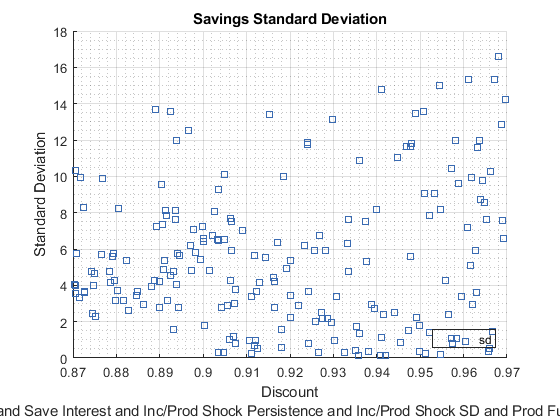 Savings Standard Deviation
18
16
14
12
10
8
6
4
2
0
Standard Deviation
sd
0.87 0.88 0.89 0.9 0.91 0.92 0.93 0.94 0.95 0.96 0.97
Discount
and Save Interest and Inc/Prod Shock Persistence and Inc/Prod Shock SD and Prod Fu